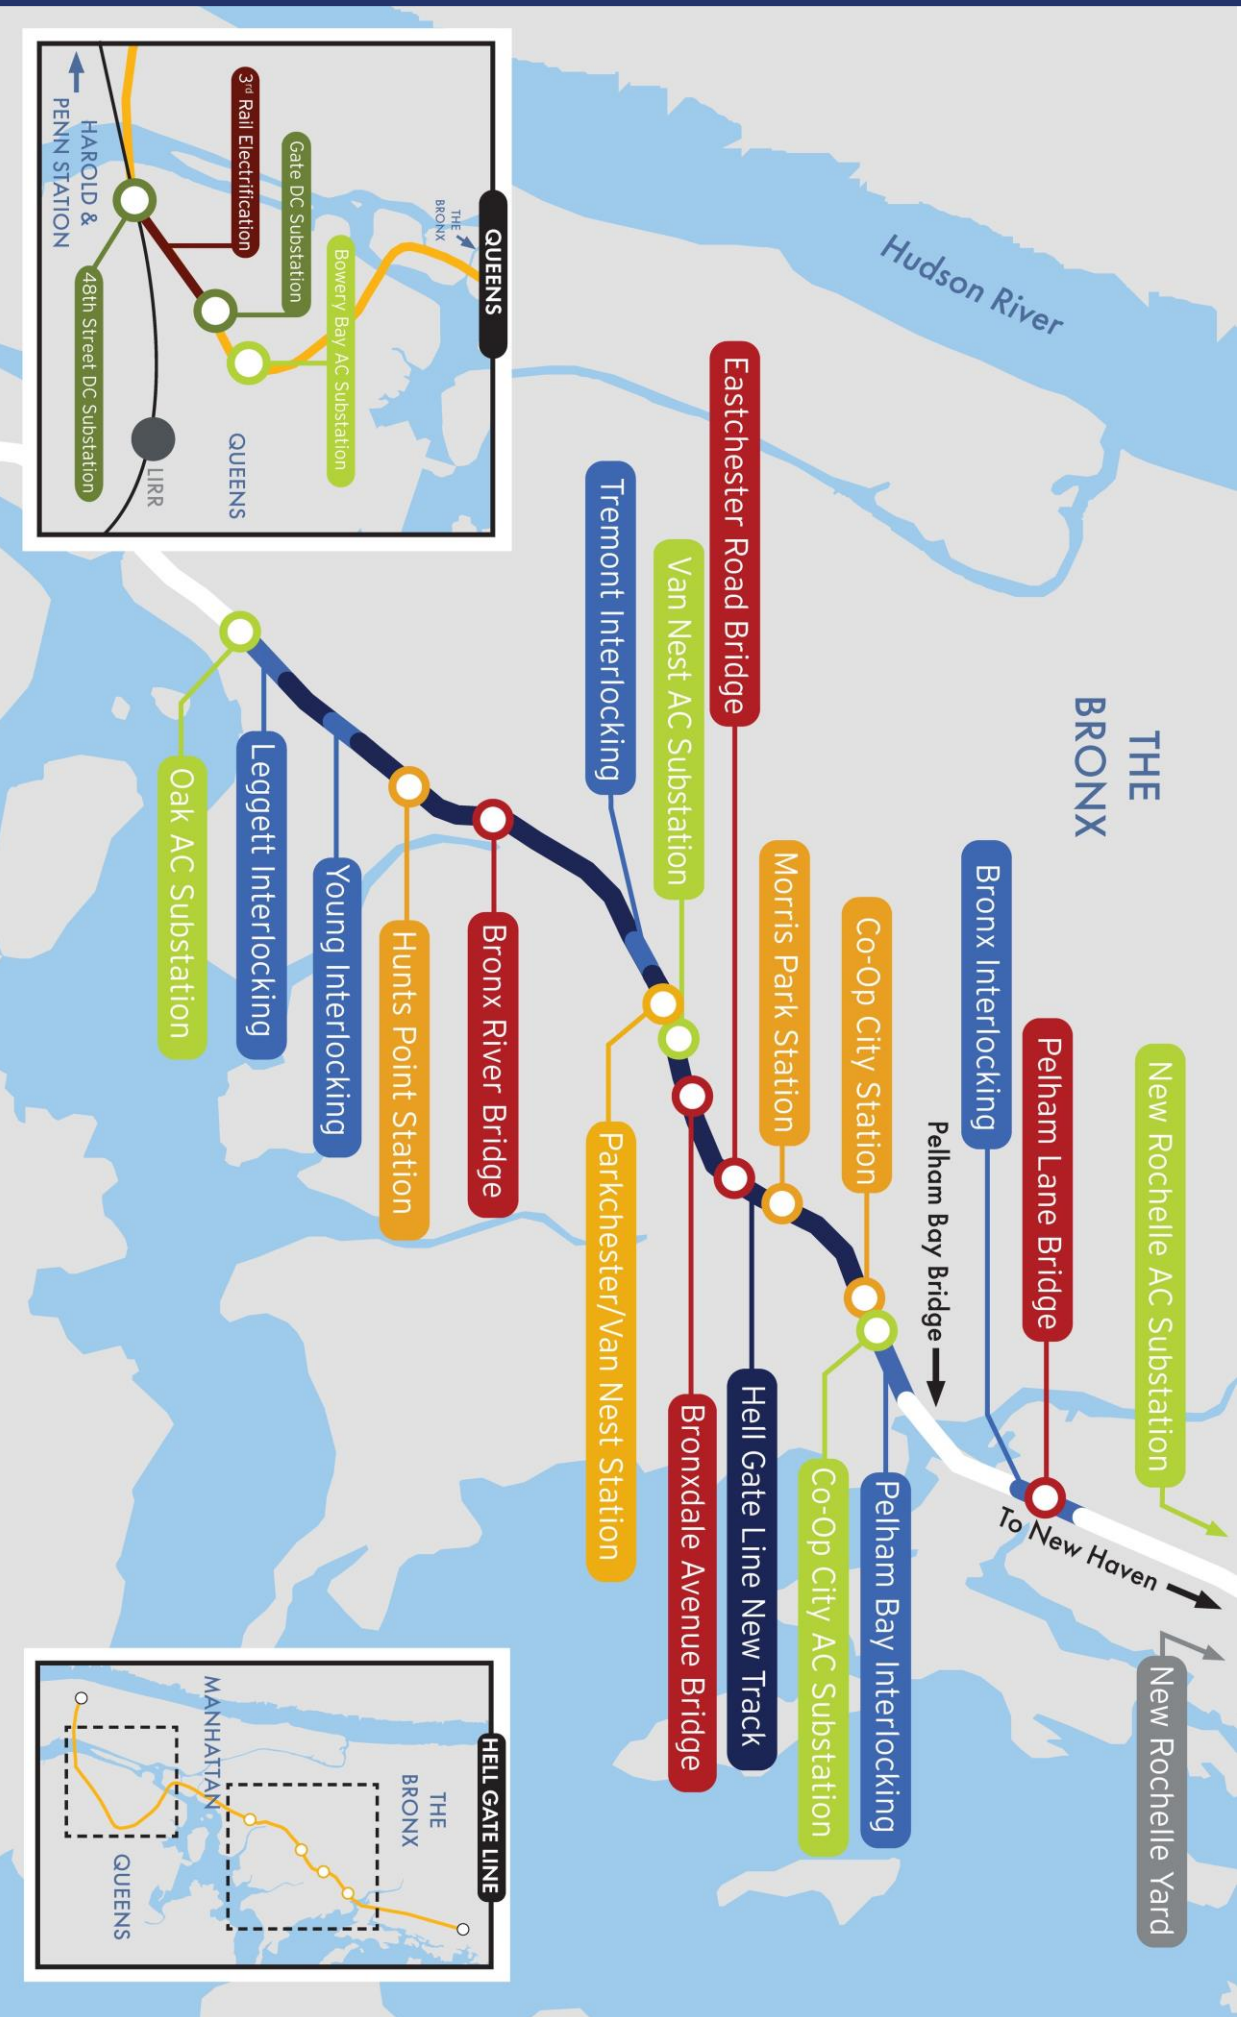 QUEENS
THE
BRONX
Bowery Bay AC Substation
Gate DC Substation
3rd Rail Electrification
HAROLD &
PENN STATION
48th Street DC Substation
QUEENS
LIRR
Hudson River
THE
BRONX
Eastchester Road Bridge
Tremont Interlocking
Van Nest AC Substation
Morris Park Station
Co-Op City Station
Bronx Interlocking
Pelham Lane Bridge
New Rochelle AC Substation
Pelham Bay Bridge
To New Haven
New Rochelle Yard
Oak AC Substation
Leggett Interlocking
Young Interlocking
Hunts Point Station
Bronx River Bridge
Parkchester/Van Nest Station
Bronxdale Avenue Bridge
Hell Gate Line New Track
Co-Op City AC Substation
Pelham Bay Interlocking
HELL GATE LINE
THE
BRONX
MANHATTAN
QUEENS